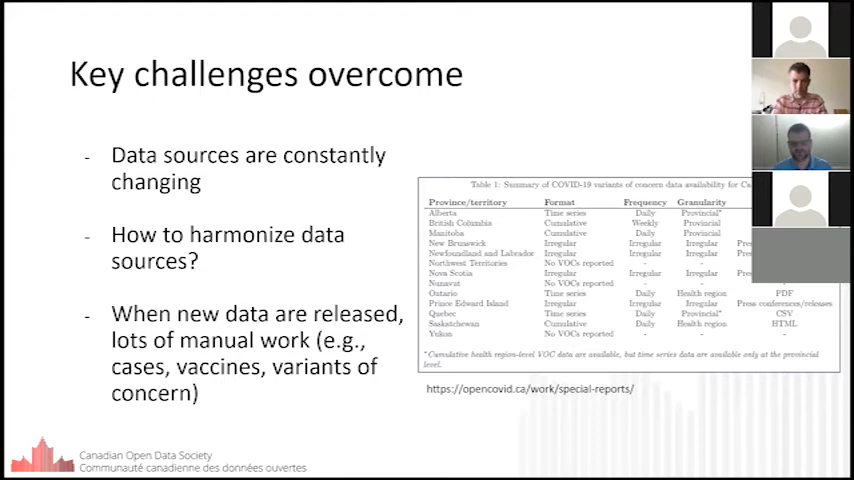 Key challenges overcome
- Data sources are constantly
changing
- How to harmonize data
sources?
- When new data are released,
lots of manual work (e.g.,
cases, vaccines, variants of
concern)
Table 1: Summary of COVID-19 variants of concern data availability for
Province/territory Format Frequency Granularity
Alberta Time series Daily Provincial*
British Columbia Cumulative Weekly Provincial
Manitoba Cumulative Daily Provincial
New Brunswick Irregular Irregular Irregular
Newfoundland and Labrador Irregular Irregular Irregular
Northwest Territories No VOCs reported - -
Nova Scotia Irregular Irregular Irregular
Nunavut No VOCs reported - - -
Ontario Time series Daily Health region PDF
Prince Edward Island Irregular Irregular Irregular Press conferences/releases
Quebec Time series Daily Provincial* CSV
Saskatchewan Cumulative Daily Health region HTML
Yukon No VOCs reported - - -
*Cumulative health region-level VOC data are available, but time series data are available only at the provincial
level.
https://opencovid.ca/work/special-reports/
Canadian Open Data Society
Communauté canadienne des données ouvertes